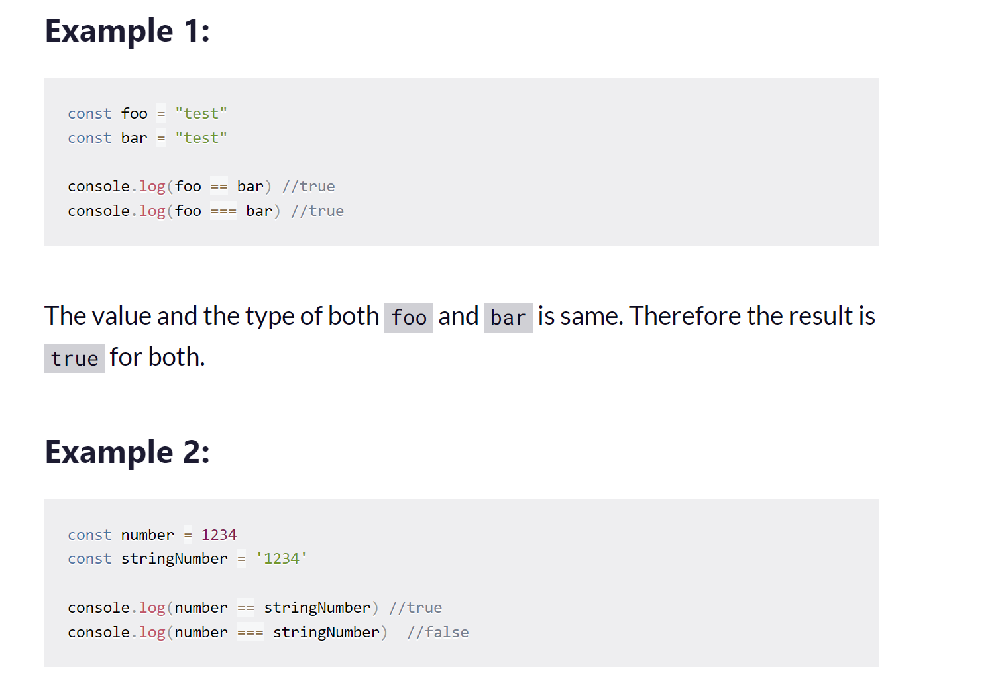 Example 1:
const foo = "test"
const bar = "test"
console.log(foo == bar) //true
console.log(foo === bar) //true
The value and the type of both foo and bar is same. Therefore the result is
true for both.
Example 2:
const number = 1234
const stringNumber = '1234'
console.log(number == stringNumber) //true
console.log(number === stringNumber)  //false